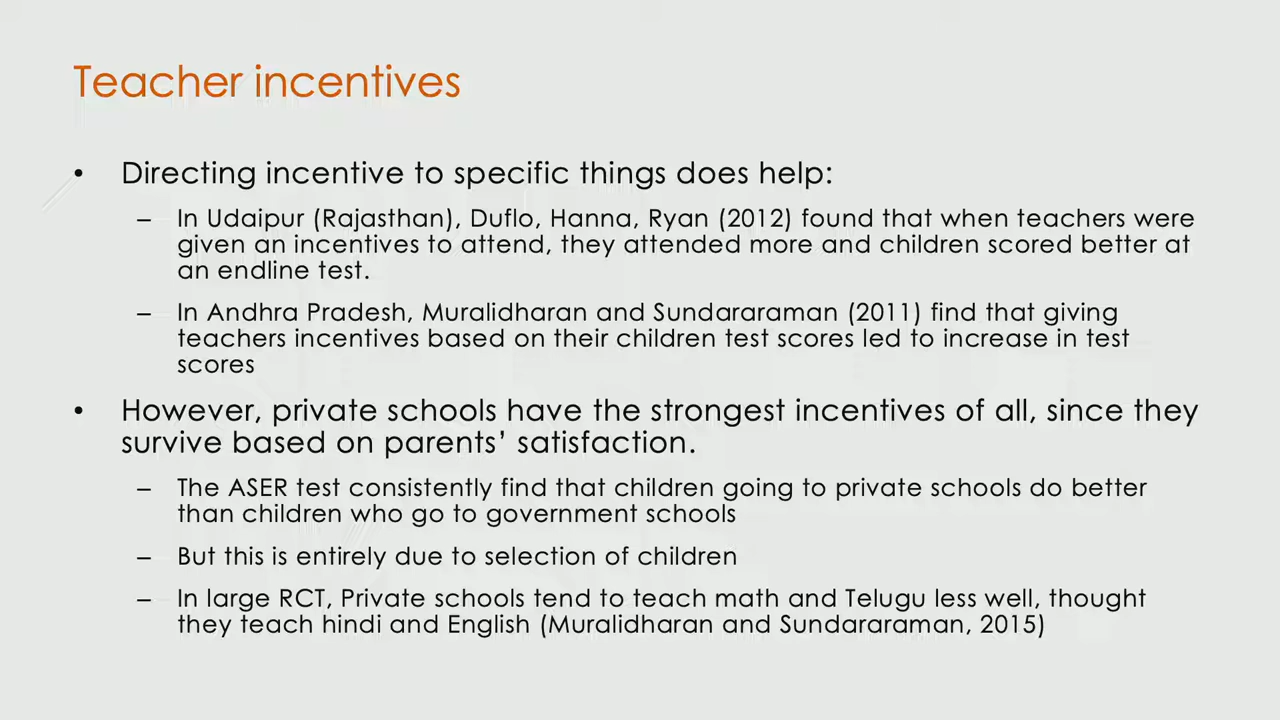 Teacher incentives
• Directing incentive to specific things does help:
– In Udaipur (Rajasthan), Duflo, Hanna, Ryan (2012) found that when teachers were
given an incentives to attend, they attended more and children scored better at
an endline test.
– In Andhra Pradesh, Muralidharan and Sundararaman (2011) find that giving
teachers incentives based on their children test scores led to increase in test
scores
• However, private schools have the strongest incentives of all, since they
survive based on parents’ satisfaction.
– The ASER test consistently find that children going to private schools do better
than children who go to government schools
– But this is entirely due to selection of children
– In large RCT, Private schools tend to teach math and Telugu less well, thought
they teach hindi and English (Muralidharan and Sundararaman, 2015)